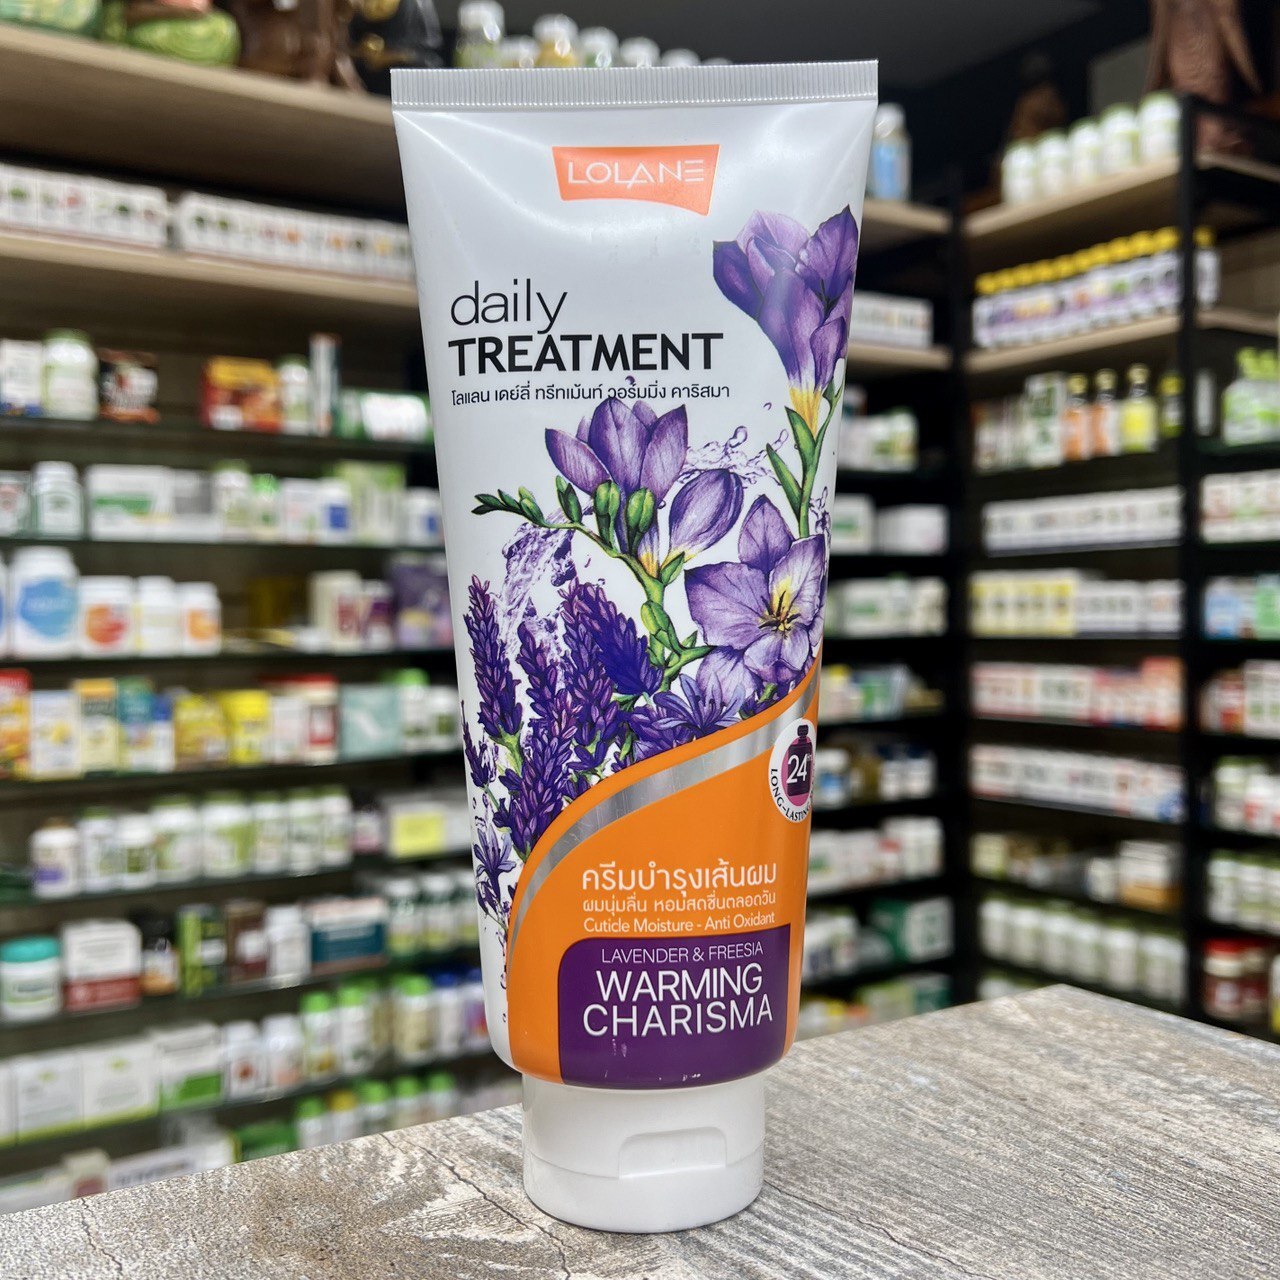 LOLANE
daily
TREATMENT
โลแลน เดย์ลี่ ทรีทเม้นท์ วอร์มมิ่ง คาริสมา
24
LONG-LASTING
ครีมบำรุงเส้นผม
ผมนุ่มลื่น หอมสดชื่นตลอดวัน
Cuticle Moisture - Anti Oxidant
LAVENDER & FREESIA
WARMING
CHARISMA